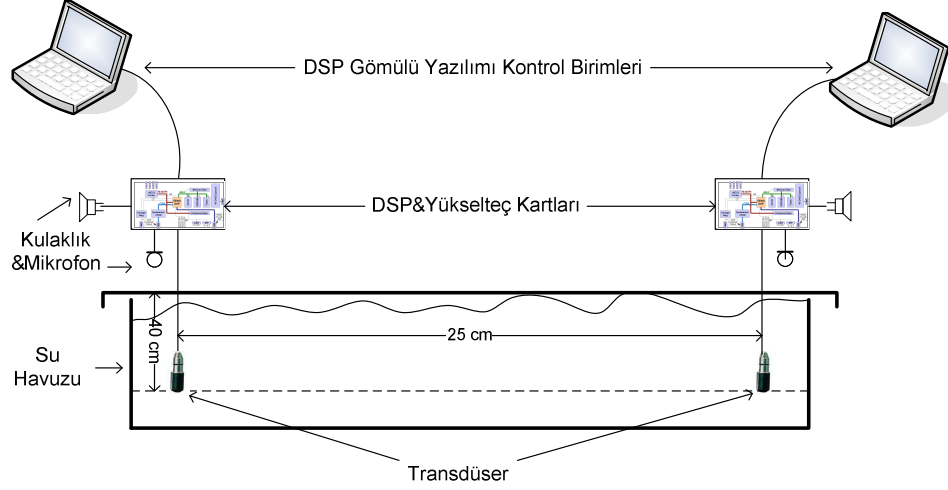 DSP Gömülü Yazılımı Kontrol Birimleri
DSP&Yükselteç Kartları
Kulaklık
&Mikrofon
40 cm
25 cm
Su
Havuzu
Transdüser